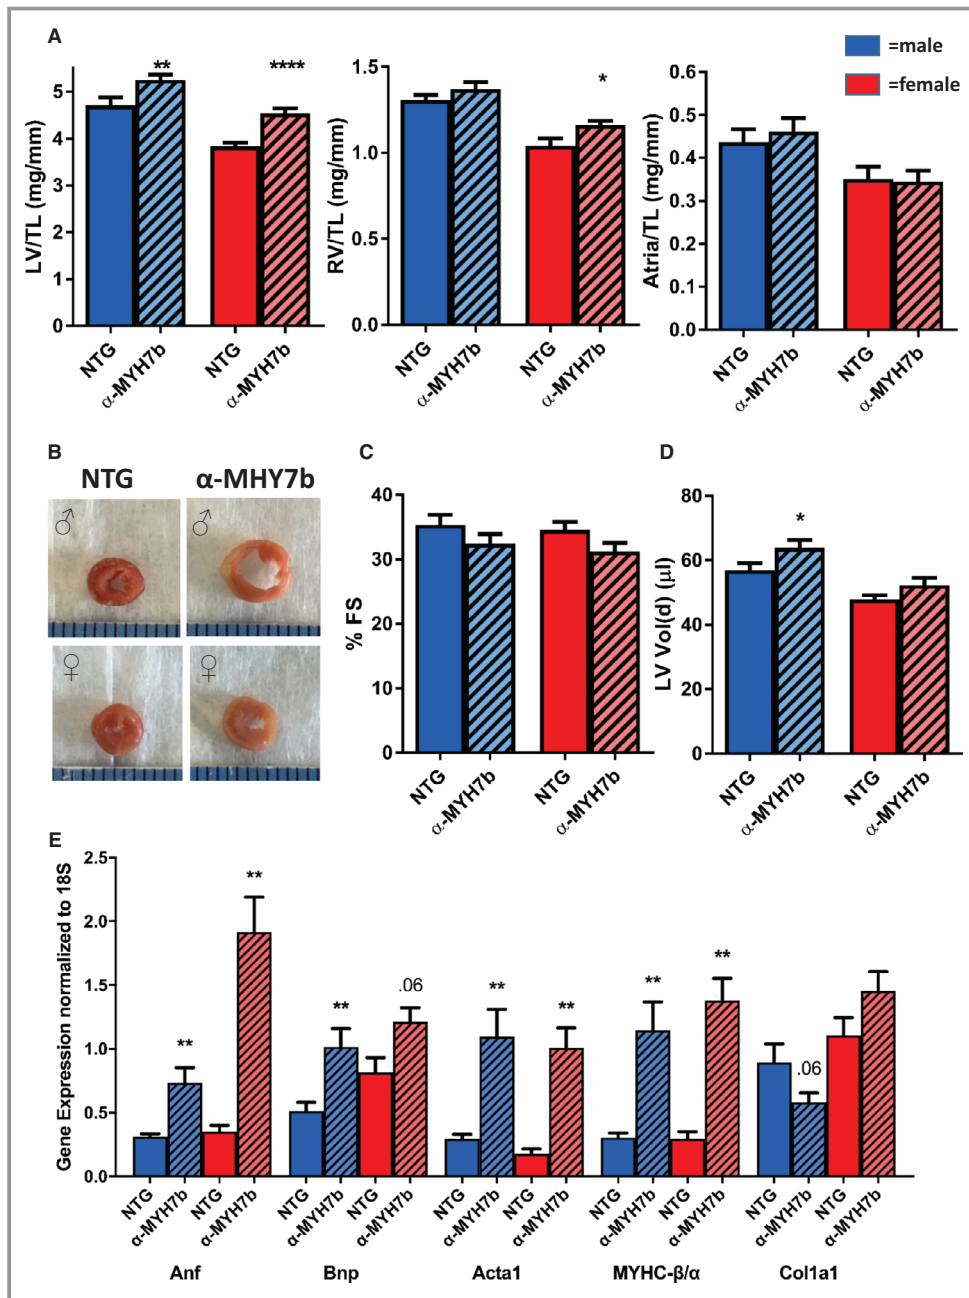 A
=male
=female
LV/TL (mg/mm)
5
4
3
2
1
0
**
****
NTG
α-MYH7b
NTG
α-MYH7b
RV/TL (mg/mm)
1.5
1.0
0.5
0.0
*
NTG
α-MYH7b
NTG
α-MYH7b
Atria/TL (mg/mm)
0.6
0.5
0.4
0.3
0.2
0.1
0.0
NTG
α-MYH7b
NTG
α-MYH7b
B
NTG α-MHY7b
♂ ♂
♀ ♀
C
% FS
40
30
20
10
0
NTG
α-MYH7b
NTG
α-MYH7b
D
LV Vol(d) (µl)
80
60
40
20
0
*
NTG
α-MYH7b
NTG
α-MYH7b
E
Gene Expression normalized to 18S
2.5
2.0
1.5
1.0
0.5
0.0
** ** ** .06 ** ** ** ** .06
NTG α-MYH7b NTG α-MYH7b NTG α-MYH7b NTG α-MYH7b NTG α-MYH7b NTG α-MYH7b NTG α-MYH7b NTG α-MYH7b NTG α-MYH7b NTG α-MYH7b
Anf Bnp Acta1 MYHC-β/α Col1a1